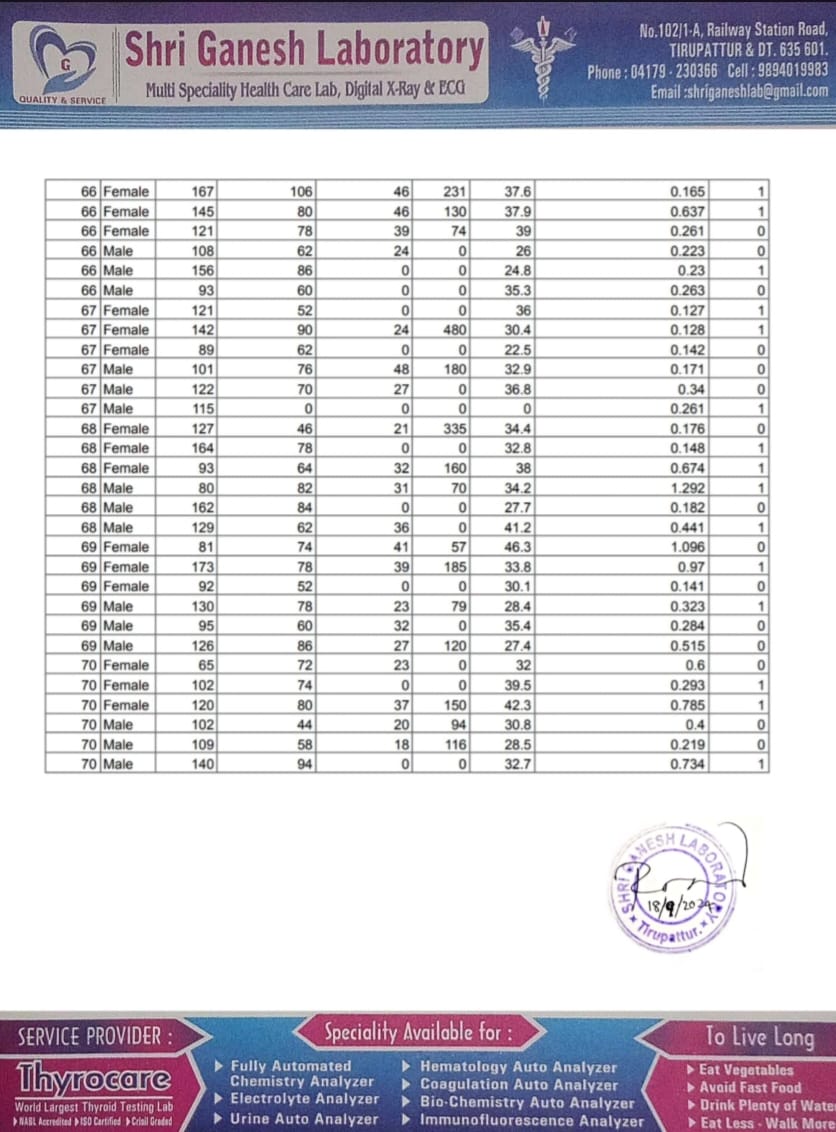 G
QUALITY & SERVICE
Shri Ganesh Laboratory
Multi Speciality Health Care Lab, Digital X-Ray & ECG
No.102/1-A, Railway Station Road,
TIRUPATTUR & DT. 635 601.
Phone : 04179 - 230366 Cell : 9894019983
Email :shriganeshlab@gmail.com
66 Female 167 106 46 231 37.6 0.165 1
66 Female 145 80 46 130 37.9 0.637 1
66 Female 121 78 39 74 39 0.261 0
66 Male 108 62 24 0 26 0.223 0
66 Male 156 86 0 0 24.8 0.23 1
66 Male 93 60 0 0 35.3 0.263 0
67 Female 121 52 0 0 36 0.127 1
67 Female 142 90 24 480 30.4 0.128 1
67 Female 89 62 0 0 22.5 0.142 0
67 Male 101 76 48 180 32.9 0.171 0
67 Male 122 70 27 0 36.8 0.34 0
67 Male 115 0 0 0 0 0.261 1
68 Female 127 46 21 335 34.4 0.176 0
68 Female 164 78 0 0 32.8 0.148 1
68 Female 93 64 32 160 38 0.674 1
68 Male 80 82 31 70 34.2 1.292 1
68 Male 162 84 0 0 27.7 0.182 0
68 Male 129 62 36 0 41.2 0.441 1
69 Female 81 74 41 57 46.3 1.096 0
69 Female 173 78 39 185 33.8 0.97 1
69 Female 92 52 0 0 30.1 0.141 0
69 Male 130 78 23 79 28.4 0.323 1
69 Male 95 60 32 0 35.4 0.284 0
69 Male 126 86 27 120 27.4 0.515 0
70 Female 65 72 23 0 32 0.6 0
70 Female 102 74 0 0 39.5 0.293 1
70 Female 120 80 37 150 42.3 0.785 1
70 Male 102 44 20 94 30.8 0.4 0
70 Male 109 58 18 116 28.5 0.219 0
70 Male 140 94 0 0 32.7 0.734 1
SHRI GANESH LABORATORY
18/9/2024
* Tirupattur. *
SERVICE PROVIDER :
Thyrocare
World Largest Thyroid Testing Lab
NABL Accredited ISO Certified Crisil Graded
Speciality Available for :
Fully Automated
Chemistry Analyzer
Electrolyte Analyzer
Urine Auto Analyzer
Hematology Auto Analyzer
Coagulation Auto Analyzer
Bio-Chemistry Auto Analyzer
Immunofluorescence Analyzer
To Live Long
Eat Vegetables
Avoid Fast Food
Drink Plenty of Water
Eat Less - Walk More